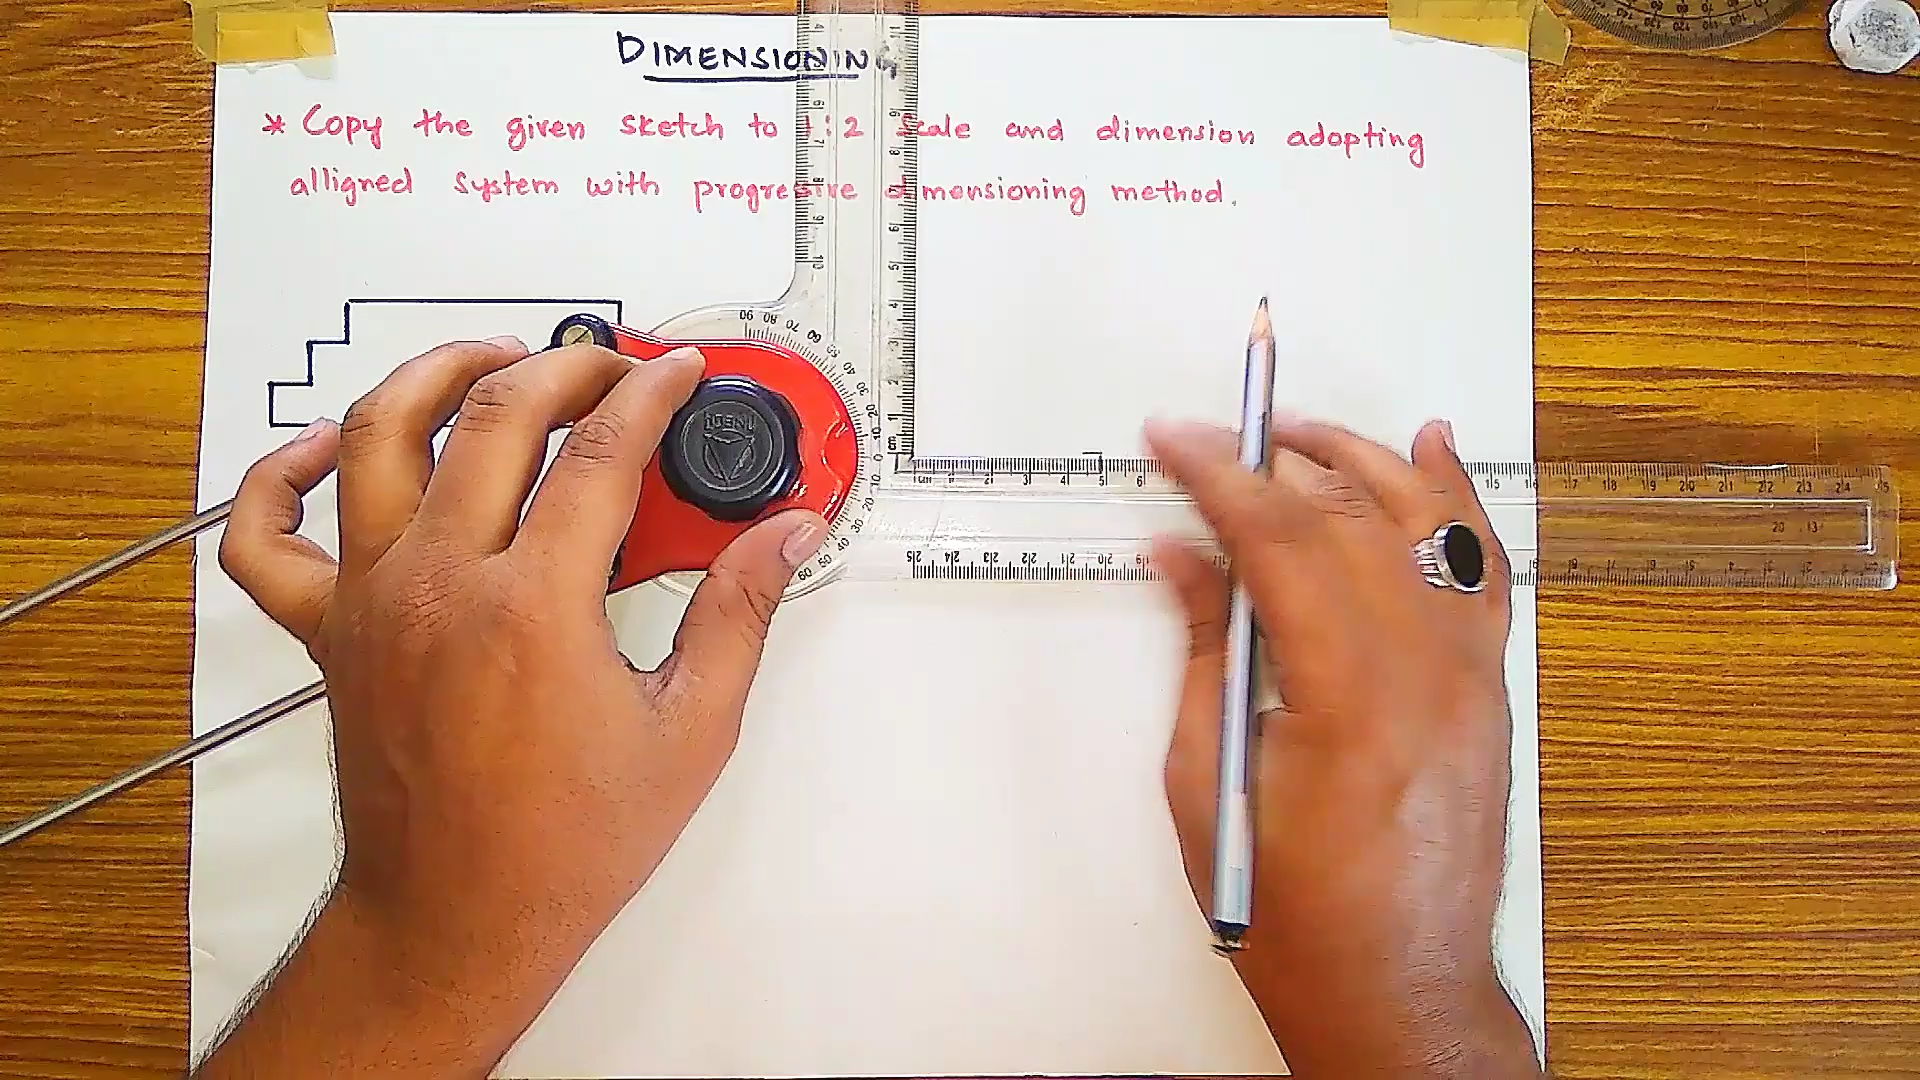 DIMENSIONING
* Copy the given sketch to 1:2 Scale and dimension adopting
alligned system with progressive dimensioning method.